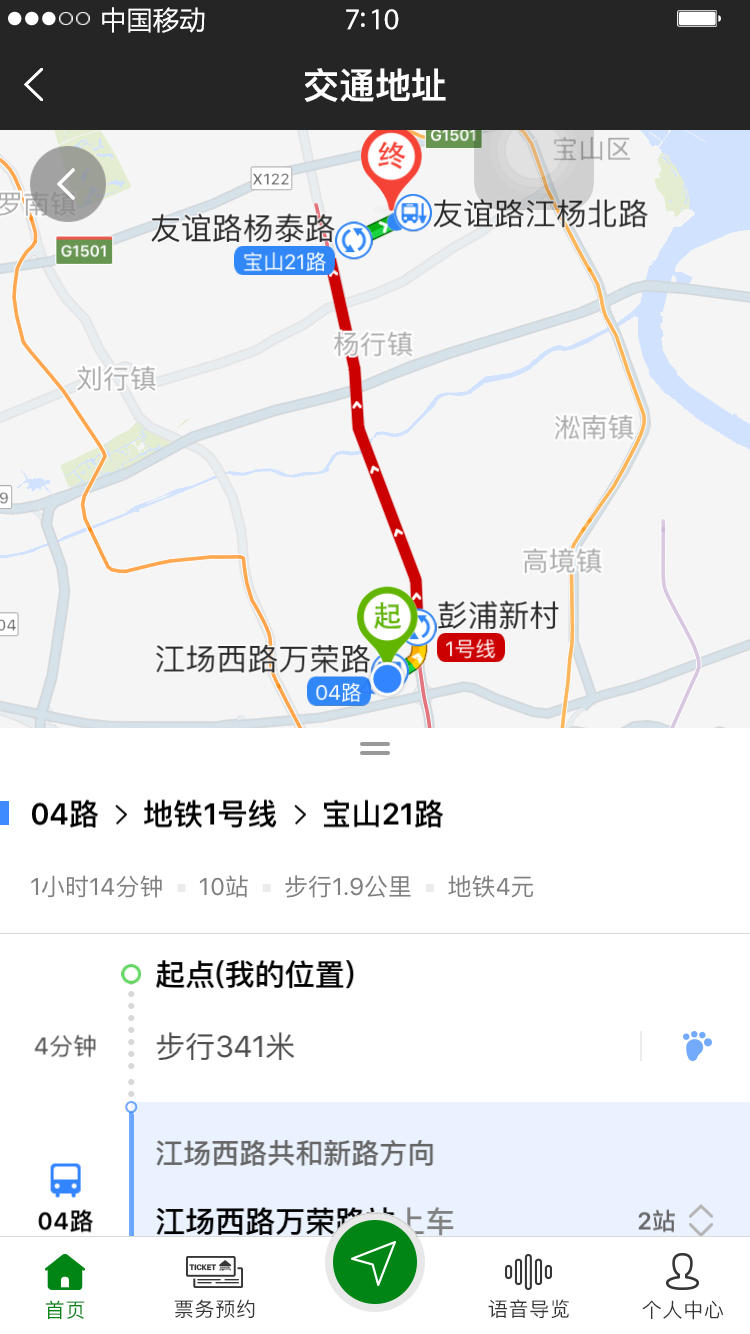 中国移动 7:10
交通地址
G1501
宝山区
终
X122
罗南镇
友谊路杨泰路
友谊路江杨北路
G1501
宝山21路
杨行镇
刘行镇
淞南镇
9
高境镇
起
彭浦新村
04
1号线
江场西路万荣路
04路
04路 > 地铁1号线 > 宝山21路
1小时14分钟 10站 步行1.9公里 地铁4元
起点(我的位置)
4分钟 步行341米
江场西路共和新路方向
04路 江场西路万荣路站上车 2站
TICKET
首页 票务预约 语音导览 个人中心